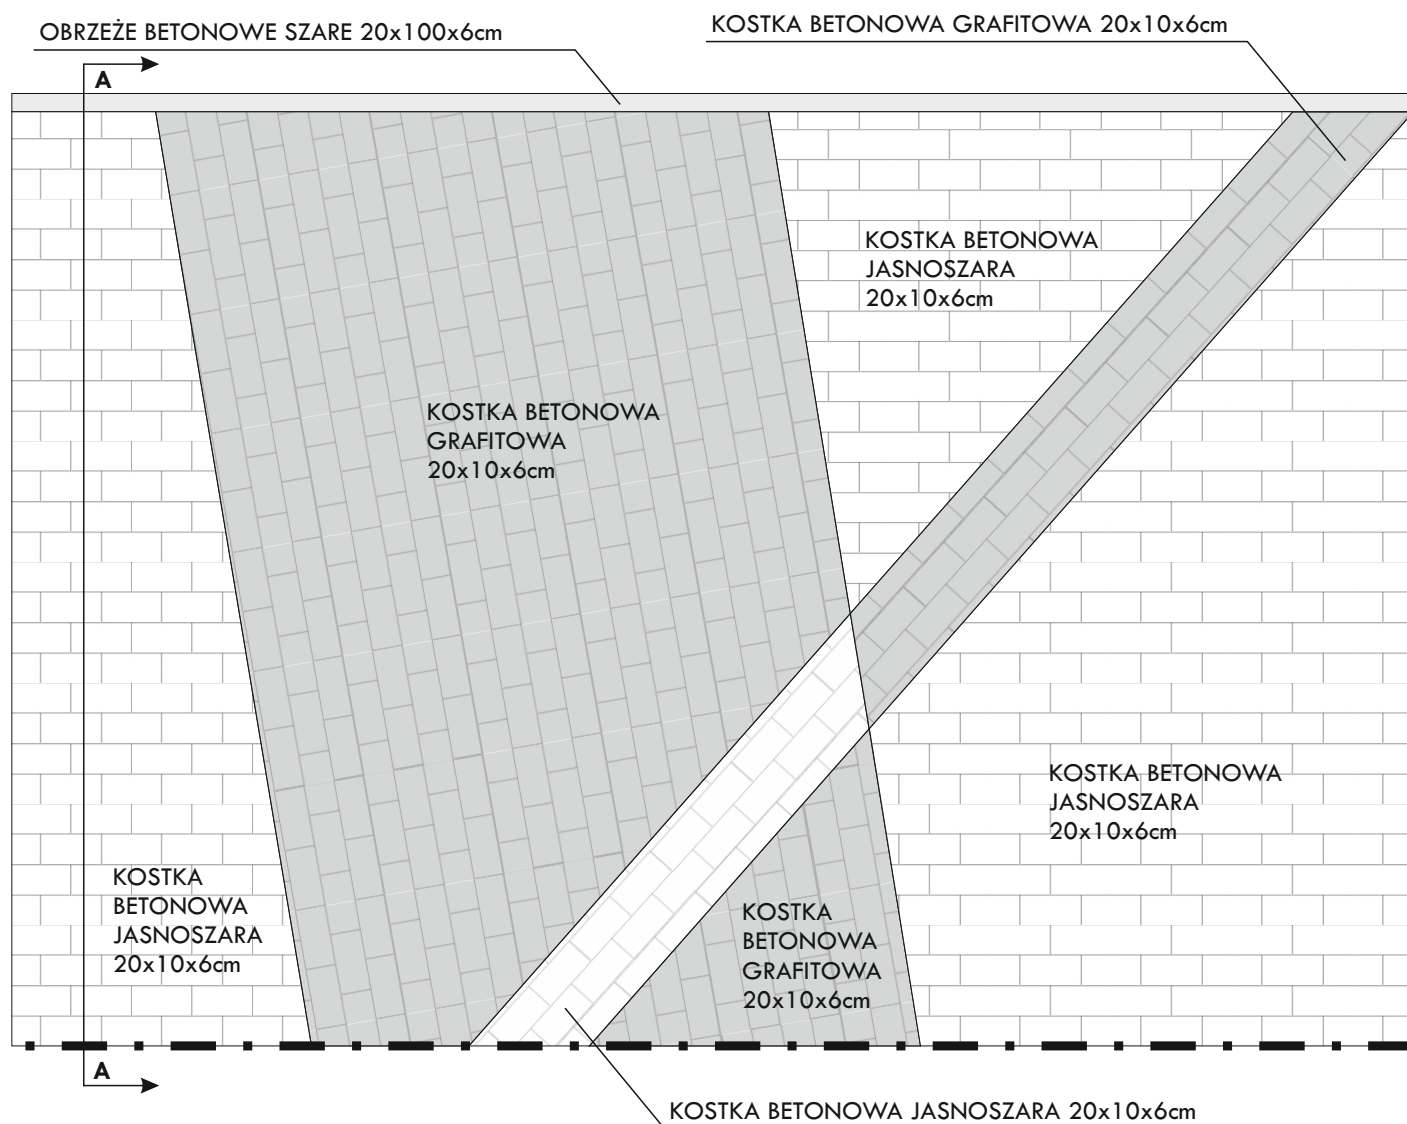 OBRZEŻE BETONOWE SZARE 20x100x6cm
KOSTKA BETONOWA GRAFITOWA 20x10x6cm
A
KOSTKA BETONOWA
JASNOSZARA
20x10x6cm
KOSTKA BETONOWA
GRAFITOWA
20x10x6cm
KOSTKA BETONOWA
JASNOSZARA
20x10x6cm
KOSTKA
BETONOWA
JASNOSZARA
20x10x6cm
KOSTKA
BETONOWA
GRAFITOWA
20x10x6cm
A
KOSTKA BETONOWA JASNOSZARA 20x10x6cm